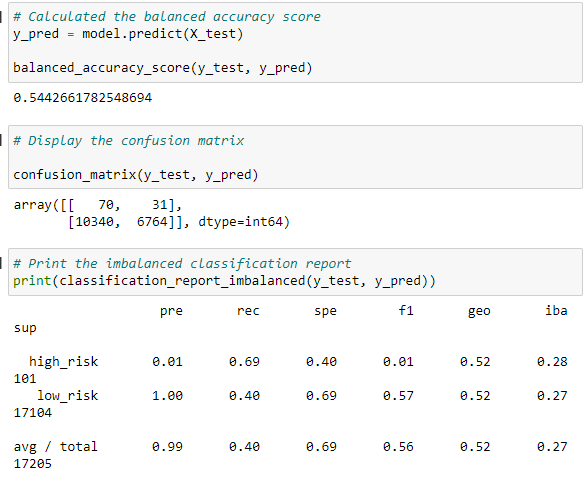 # Calculated the balanced accuracy score
y_pred = model.predict(X_test)
balanced_accuracy_score(y_test, y_pred)
0.5442661782548694
# Display the confusion matrix
confusion_matrix(y_test, y_pred)
array([[   70,    31],
       [10340,  6764]], dtype=int64)
# Print the imbalanced classification report
print(classification_report_imbalanced(y_test, y_pred))
                   pre       rec       spe        f1       geo       iba
sup
  high_risk       0.01      0.69      0.40      0.01      0.52      0.28
101
   low_risk       1.00      0.40      0.69      0.57      0.52      0.27
17104
avg / total       0.99      0.40      0.69      0.56      0.52      0.27
17205